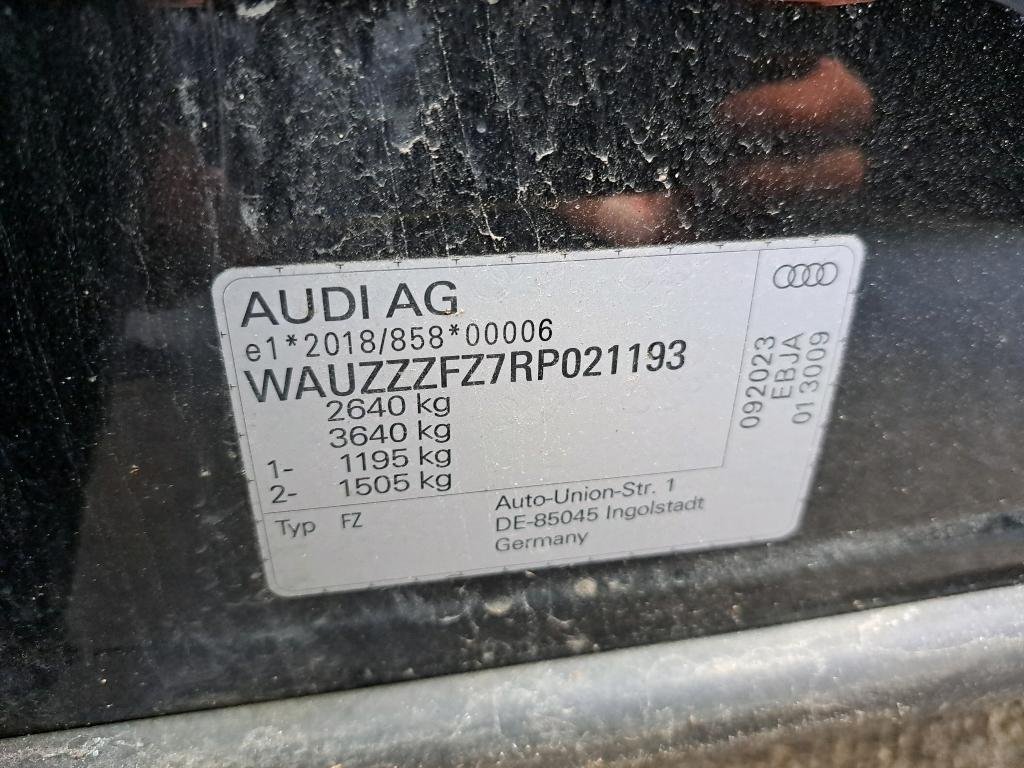 AUDI AG
e1*2018/858*00006
WAUZZZFZ7RP021193
2640 kg
3640 kg
1- 1195 kg
2- 1505 kg
Typ FZ
Auto-Union-Str. 1
DE-85045 Ingolstadt
Germany
092023
EBJA
013009